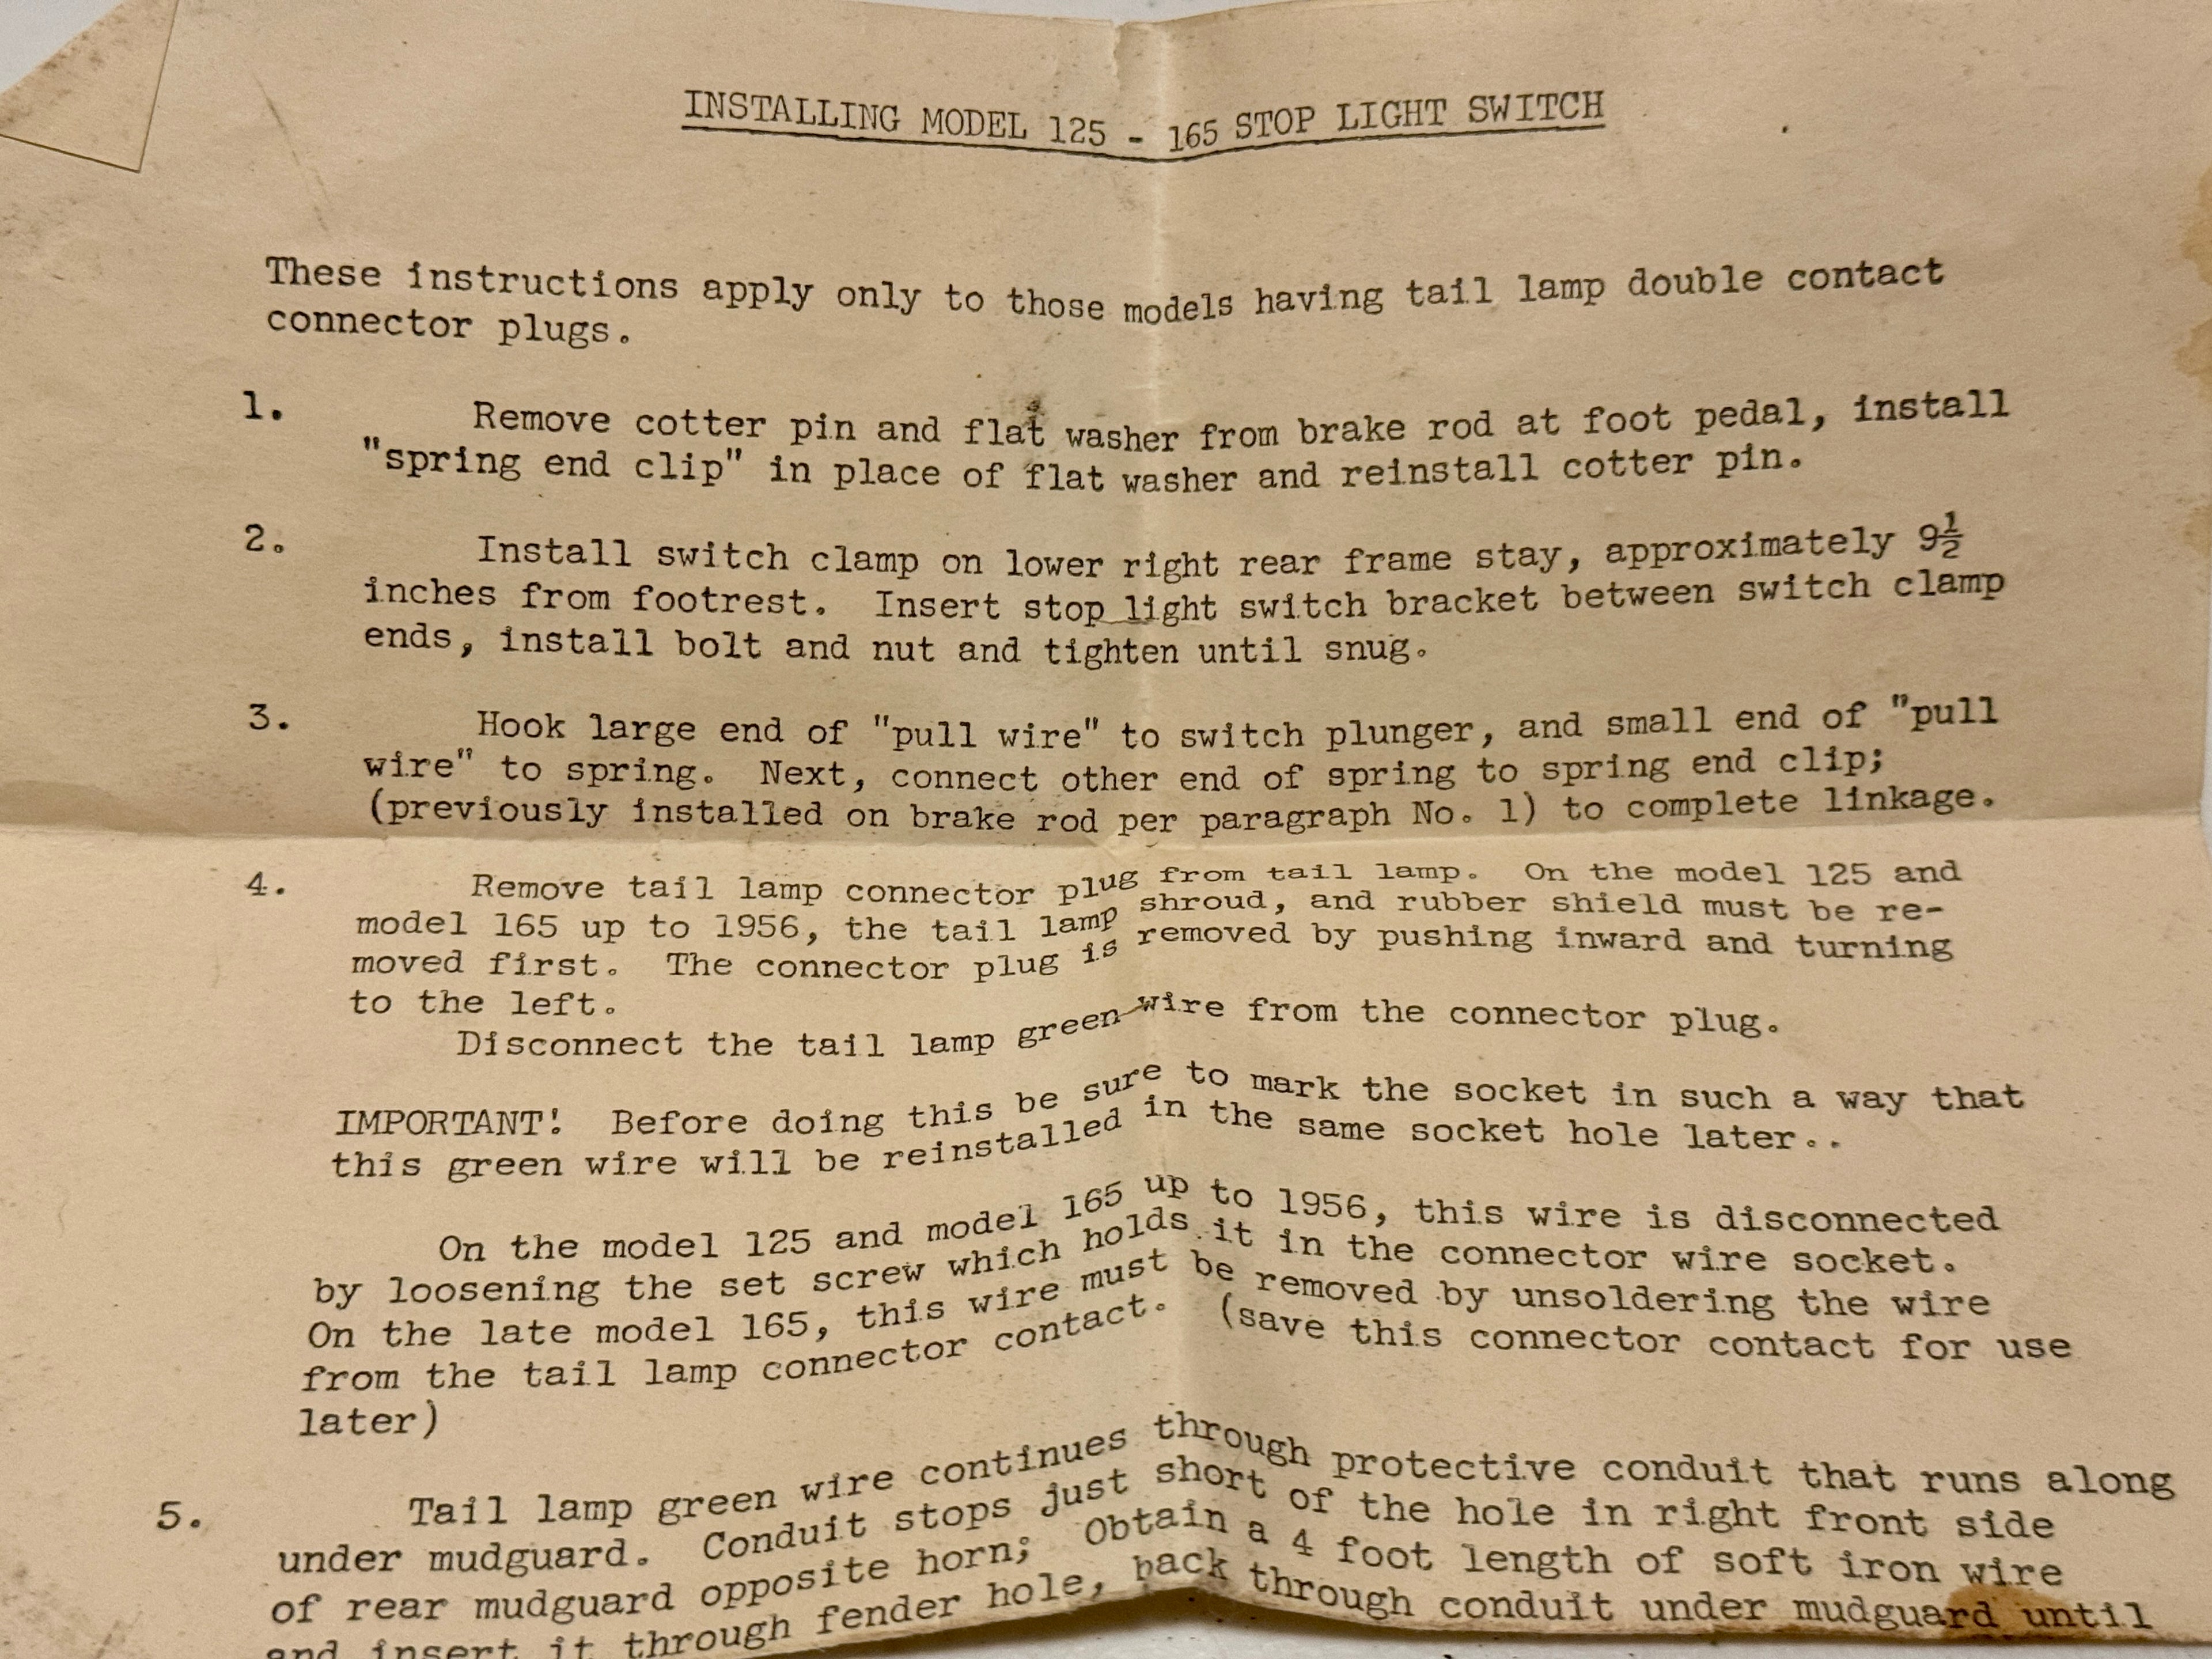 INSTALLING MODEL 125 - 165 STOP LIGHT SWITCH
These instructions apply only to those models having tail lamp double contact
connector plugs.
1. Remove cotter pin and flat washer from brake rod at foot pedal, install
"spring end clip" in place of flat washer and reinstall cotter pin.
2. Install switch clamp on lower right rear frame stay, approximately 9½
inches from footrest. Insert stop light switch bracket between switch clamp
ends, install bolt and nut and tighten until snug.
3. Hook large end of "pull wire" to switch plunger, and small end of "pull
wire" to spring. Next, connect other end of spring to spring end clip;
(previously installed on brake rod per paragraph No. 1) to complete linkage.
4. Remove tail lamp connector plug from tail lamp. On the model 125 and
model 165 up to 1956, the tail lamp shroud, and rubber shield must be re-
moved first. The connector plug is removed by pushing inward and turning
to the left.
Disconnect the tail lamp green wire from the connector plug.
IMPORTANT! Before doing this be sure to mark the socket in such a way that
this green wire will be reinstalled in the same socket hole later..
On the model 125 and model 165 up to 1956, this wire is disconnected
by loosening the set screw which holds it in the connector wire socket.
On the late model 165, this wire must be removed by unsoldering the wire
from the tail lamp connector contact. (save this connector contact for use
later)
5. Tail lamp green wire continues through protective conduit that runs along
under mudguard. Conduit stops just short of the hole in right front side
of rear mudguard opposite horn; Obtain a 4 foot length of soft iron wire
and insert it through fender hole, back through conduit under mudguard until